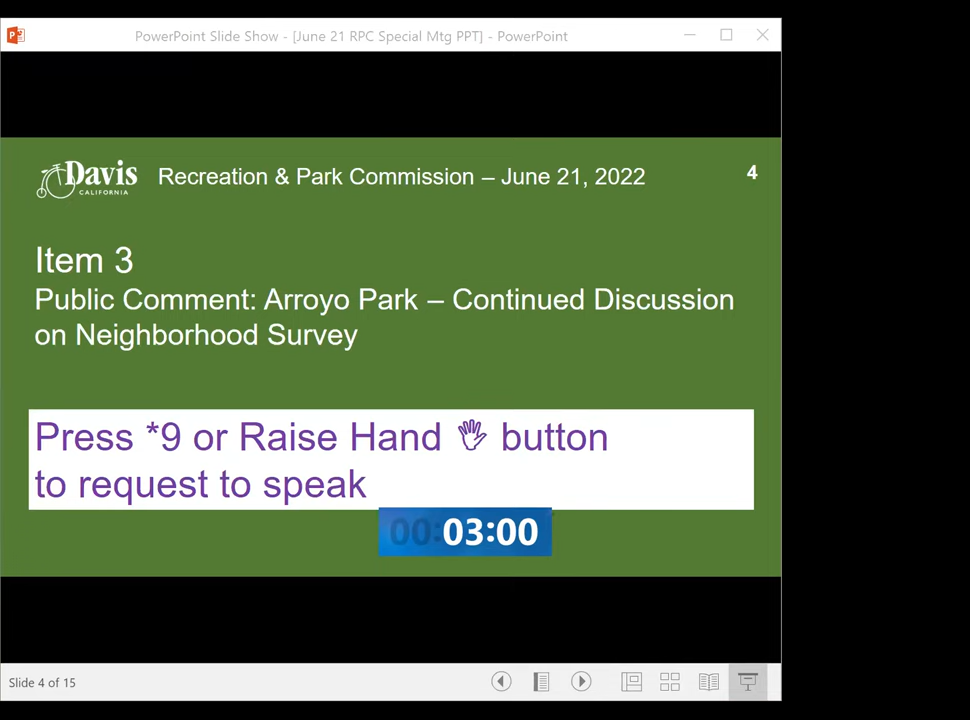 PowerPoint Slide Show - [June 21 RPC Special Mtg PPT] - PowerPoint
Davis
CALIFORNIA
Recreation & Park Commission – June 21, 2022
4
Item 3
Public Comment: Arroyo Park – Continued Discussion
on Neighborhood Survey
Press *9 or Raise Hand 🖐 button
to request to speak
00:03:00
Slide 4 of 15